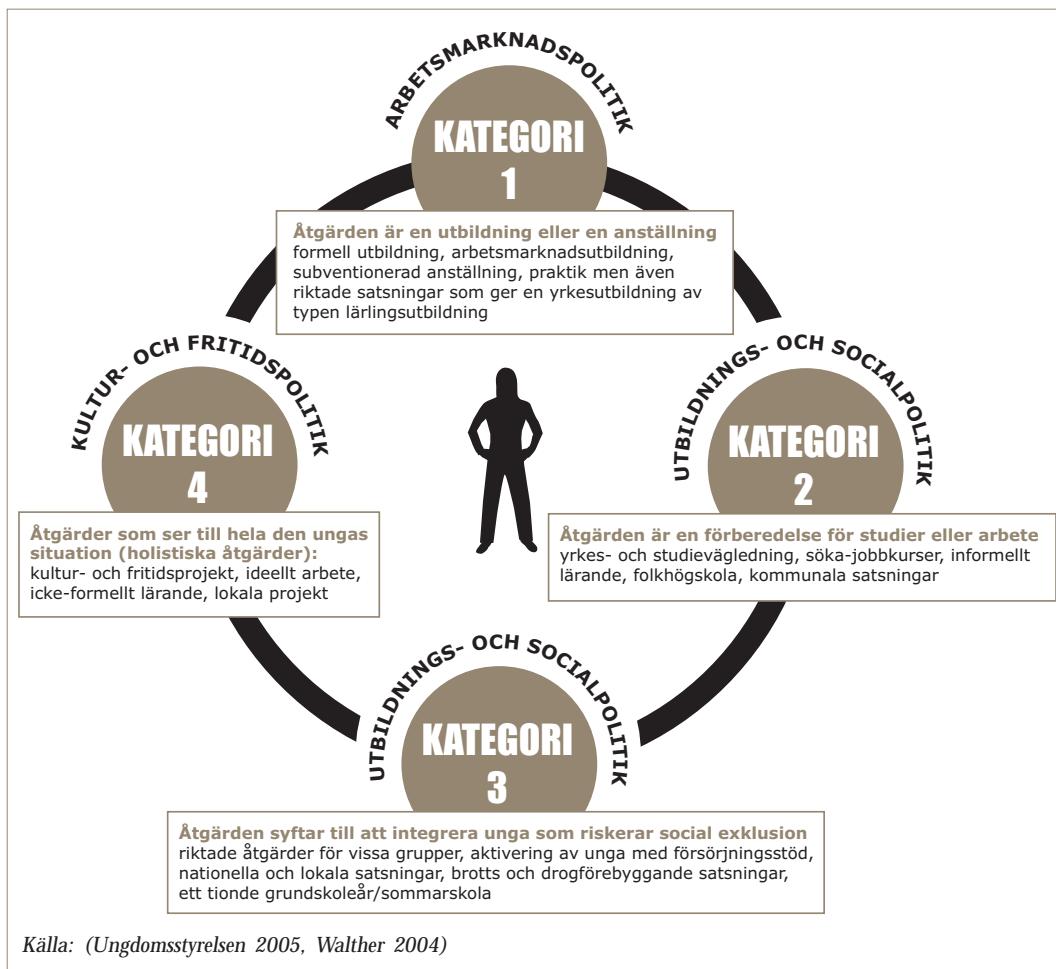 ARBETSMARKNADSPOLITIK
KATEGORI
1
Åtgärden är en utbildning eller en anställning
formell utbildning, arbetsmarknadsutbildning,
subventionerad anställning, praktik men även
riktade satsningar som ger en yrkesutbildning av
typen lärlingsutbildning
KULTUR- OCH FRITIDSPOLITIK
KATEGORI
4
Åtgärder som ser till hela den ungas
situation (holistiska åtgärder):
kultur- och fritidsprojekt, ideellt arbete,
icke-formellt lärande, lokala projekt
UTBILDNINGS- OCH SOCIALPOLITIK
KATEGORI
2
Åtgärden är en förberedelse för studier eller arbete
yrkes- och studievägledning, söka-jobbkurser, informellt
lärande, folkhögskola, kommunala satsningar
UTBILDNINGS- OCH SOCIALPOLITIK
KATEGORI
3
Åtgärden syftar till att integrera unga som riskerar social exklusion
riktade åtgärder för vissa grupper, aktivering av unga med försörjningsstöd,
nationella och lokala satsningar, brotts och drogförebyggande satsningar,
ett tionde grundskoleår/sommarskola
Källa: (Ungdomsstyrelsen 2005, Walther 2004)